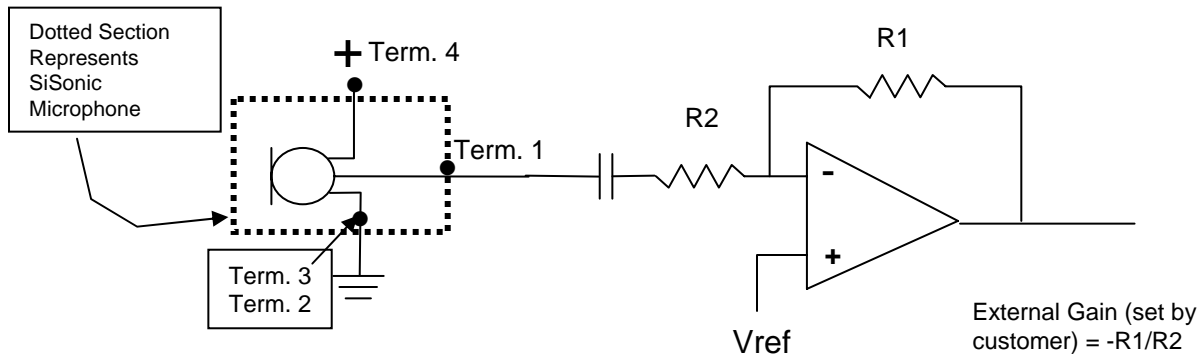 Dotted Section
Represents
SiSonic
Microphone
+ Term. 4
Term. 1
Term. 3
Term. 2
R2
R1
-
+
Vref
External Gain (set by
customer) = -R1/R2